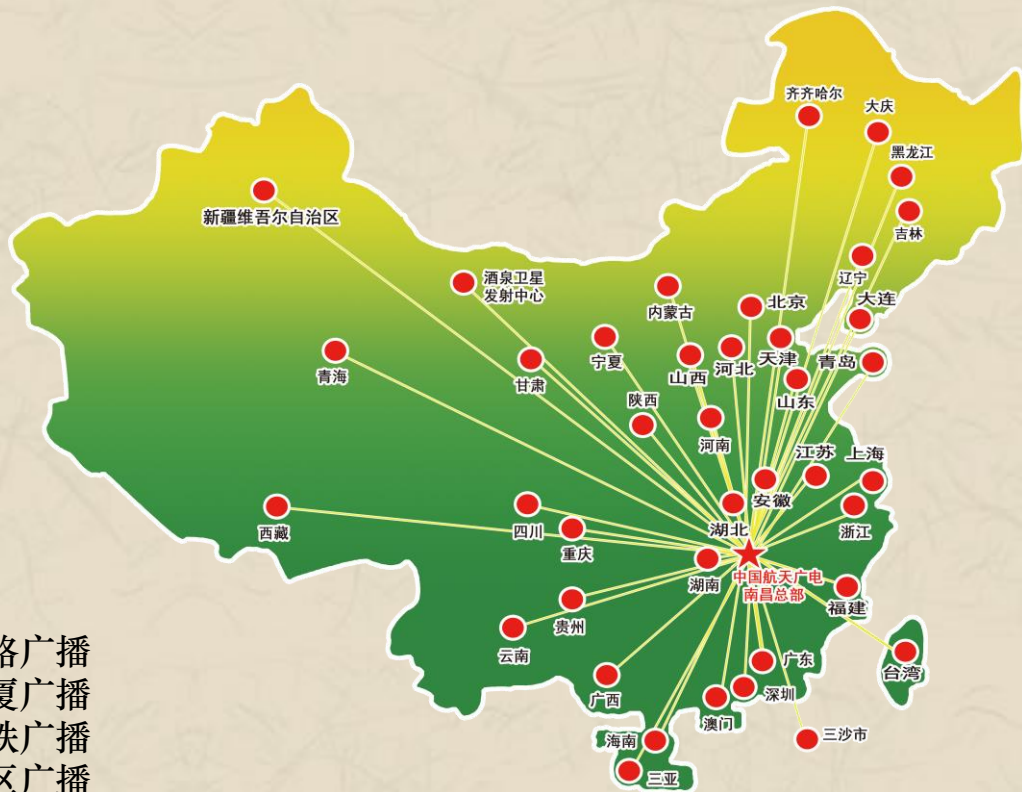 齐齐哈尔
大庆
黑龙江
新疆维吾尔自治区
吉林
酒泉卫星
发射中心
辽宁
内蒙古
北京
大连
宁夏
天津
河北
青岛
山西
青海
甘肃
山东
陕西
河南
江苏
上海
安徽
湖北
四川
浙江
西藏
重庆
湖南
中国航天广电
南昌总部
福建
贵州
云南
广东
台湾
广西
深圳
澳门
海南
三沙市
三亚
络广播
厦广播
铁广播
区广播